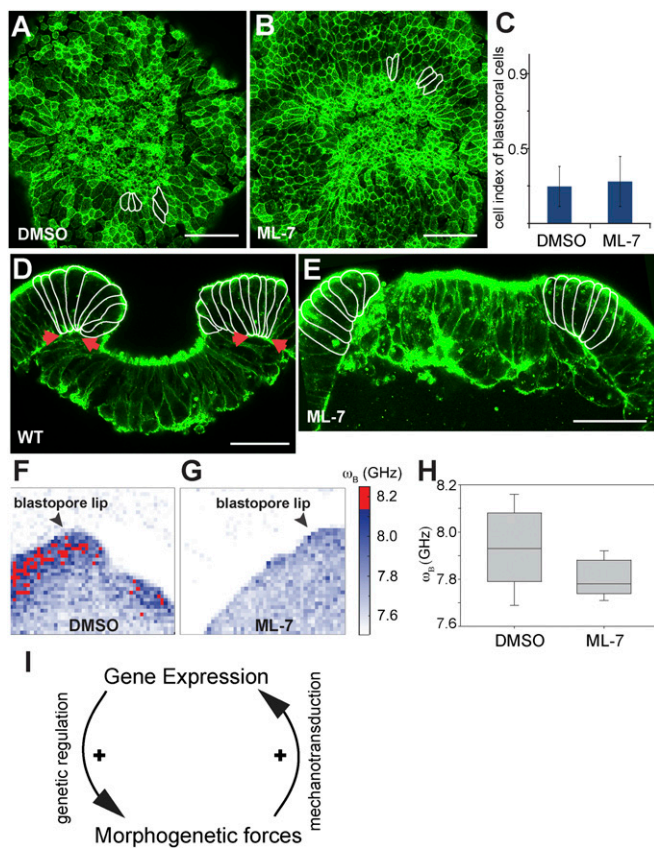 A
DMSO
B
ML-7
C
cell index of blastoporal cells
0.9
0.5
DMSO
ML-7
D
WT
E
ML-7
F
blastopore lip
DMSO
G
blastopore lip
ML-7
ω_B (GHz)
8.2
8.0
7.8
7.6
H
ω_B (GHz)
8.2
8.0
7.8
7.6
DMSO
ML-7
I
Gene Expression
genetic regulation
+
+
mechanotransduction
Morphogenetic forces